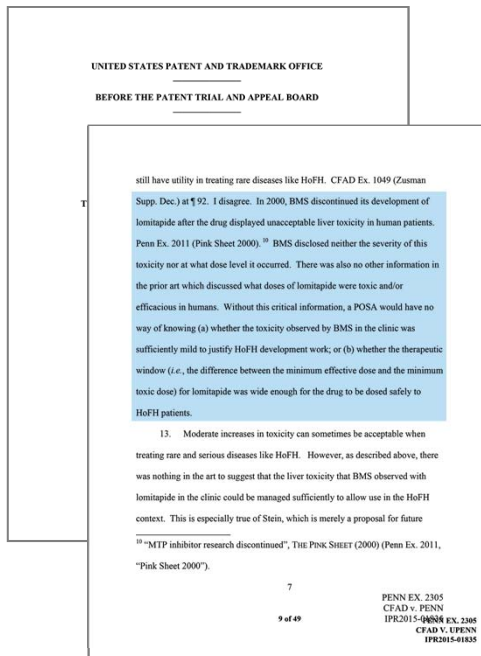 UNITED STATES PATENT AND TRADEMARK OFFICE
BEFORE THE PATENT TRIAL AND APPEAL BOARD
T
still have utility in treating rare diseases like HoFH. CFAD Ex. 1049 (Zusman
Supp. Dec.) at ¶ 92. I disagree. In 2000, BMS discontinued its development of
lomitapide after the drug displayed unacceptable liver toxicity in human patients.
Penn Ex. 2011 (Pink Sheet 2000). 10 BMS disclosed neither the severity of this
toxicity nor at what dose level it occurred. There was also no other information in
the prior art which discussed what doses of lomitapide were toxic and/or
efficacious in humans. Without this critical information, a POSA would have no
way of knowing (a) whether the toxicity observed by BMS in the clinic was
sufficiently mild to justify HoFH development work; or (b) whether the therapeutic
window (i.e., the difference between the minimum effective dose and the minimum
toxic dose) for lomitapide was wide enough for the drug to be dosed safely to
HoFH patients.
13. Moderate increases in toxicity can sometimes be acceptable when
treating rare and serious diseases like HoFH. However, as described above, there
was nothing in the art to suggest that the liver toxicity that BMS observed with
lomitapide in the clinic could be managed sufficiently to allow use in the HoFH
context. This is especially true of Stein, which is merely a proposal for future
10 “MTP inhibitor research discontinued”, THE PINK SHEET (2000) (Penn Ex. 2011,
“Pink Sheet 2000”).
7
PENN EX. 2305
CFAD v. PENN
9 of 49
PENN EX. 2305
CFAD V. UPENN
IPR2015-01835